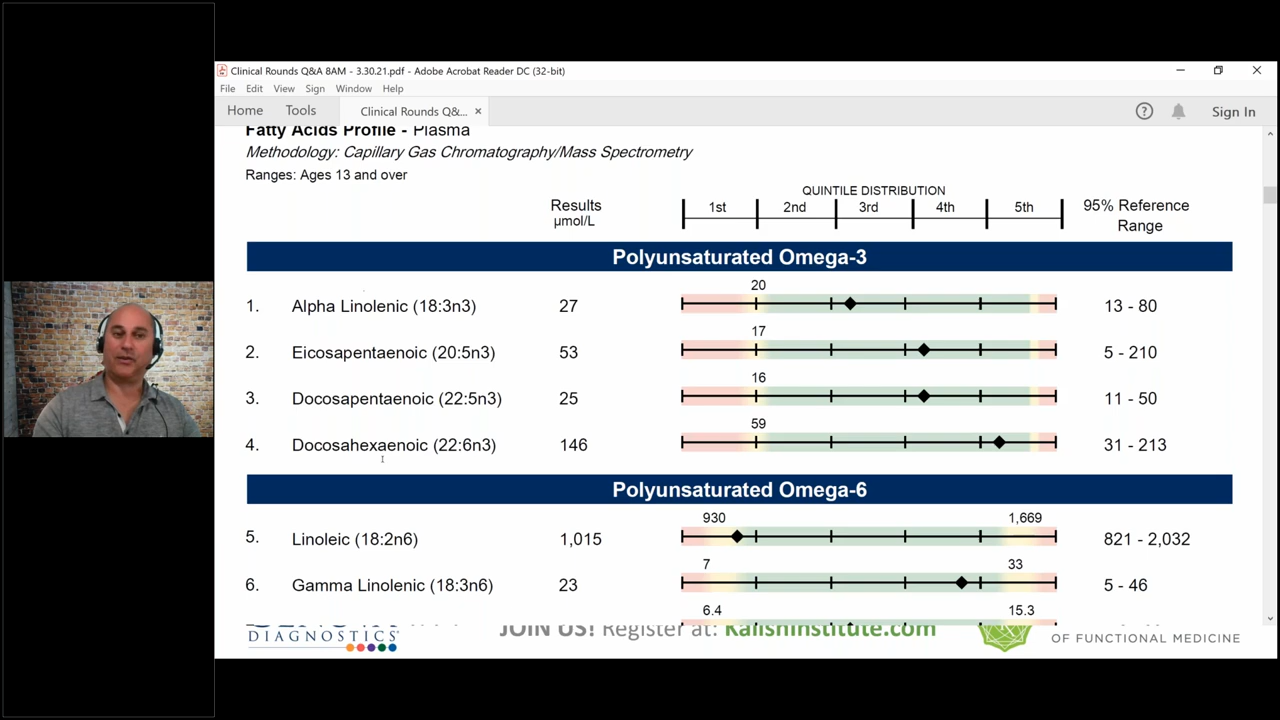 Clinical Rounds Q&A 8AM - 3.30.21.pdf - Adobe Acrobat Reader DC (32-bit)
File Edit View Sign Window Help
Home Tools Clinical Rounds Q&... × Sign In
Fatty Acids Profile - Plasma
Methodology: Capillary Gas Chromatography/Mass Spectrometry
Ranges: Ages 13 and over
QUINTILE DISTRIBUTION
Results 1st 2nd 3rd 4th 5th 95% Reference
µmol/L Range
Polyunsaturated Omega-3
20
1. Alpha Linolenic (18:3n3) 27 13 - 80
17
2. Eicosapentaenoic (20:5n3) 53 5 - 210
16
3. Docosapentaenoic (22:5n3) 25 11 - 50
59
4. Docosahexaenoic (22:6n3) 146 31 - 213
Polyunsaturated Omega-6
930 1,669
5. Linoleic (18:2n6) 1,015 821 - 2,032
7 33
6. Gamma Linolenic (18:3n6) 23 5 - 46
6.4 15.3
JOIN US! Register at: KalishInstitute.com
DIAGNOSTICS OF FUNCTIONAL MEDICINE